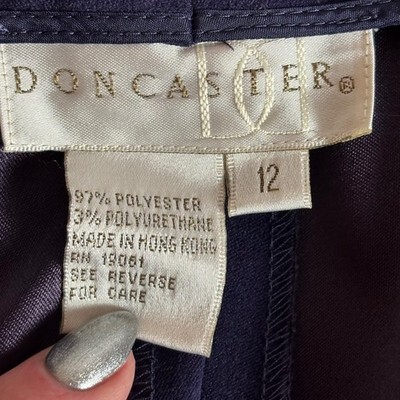 DONCASTER®
12
97% POLYESTER
3% POLYURETHANE
MADE IN HONG KONG
RN 19061
SEE REVERSE
FOR CARE